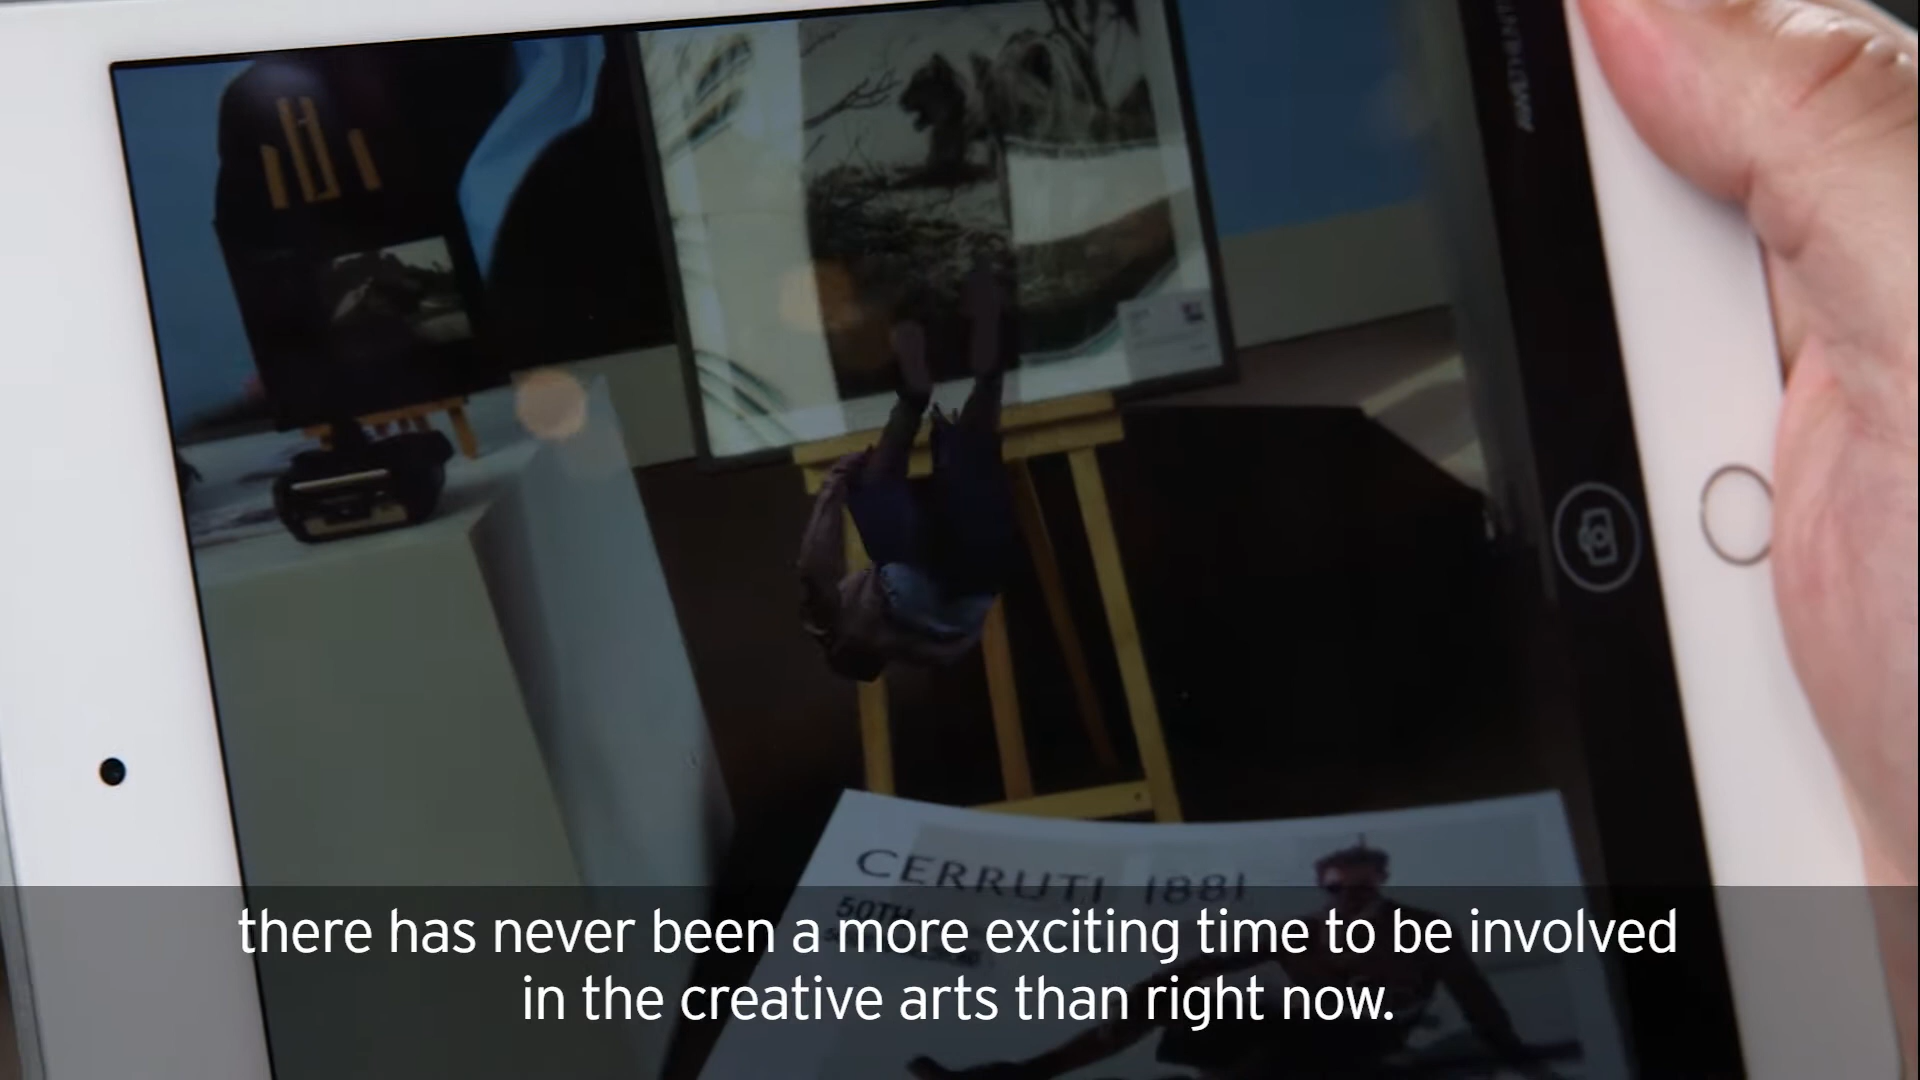 CERRUTI 1881
50TH
there has never been a more exciting time to be involved
in the creative arts than right now.